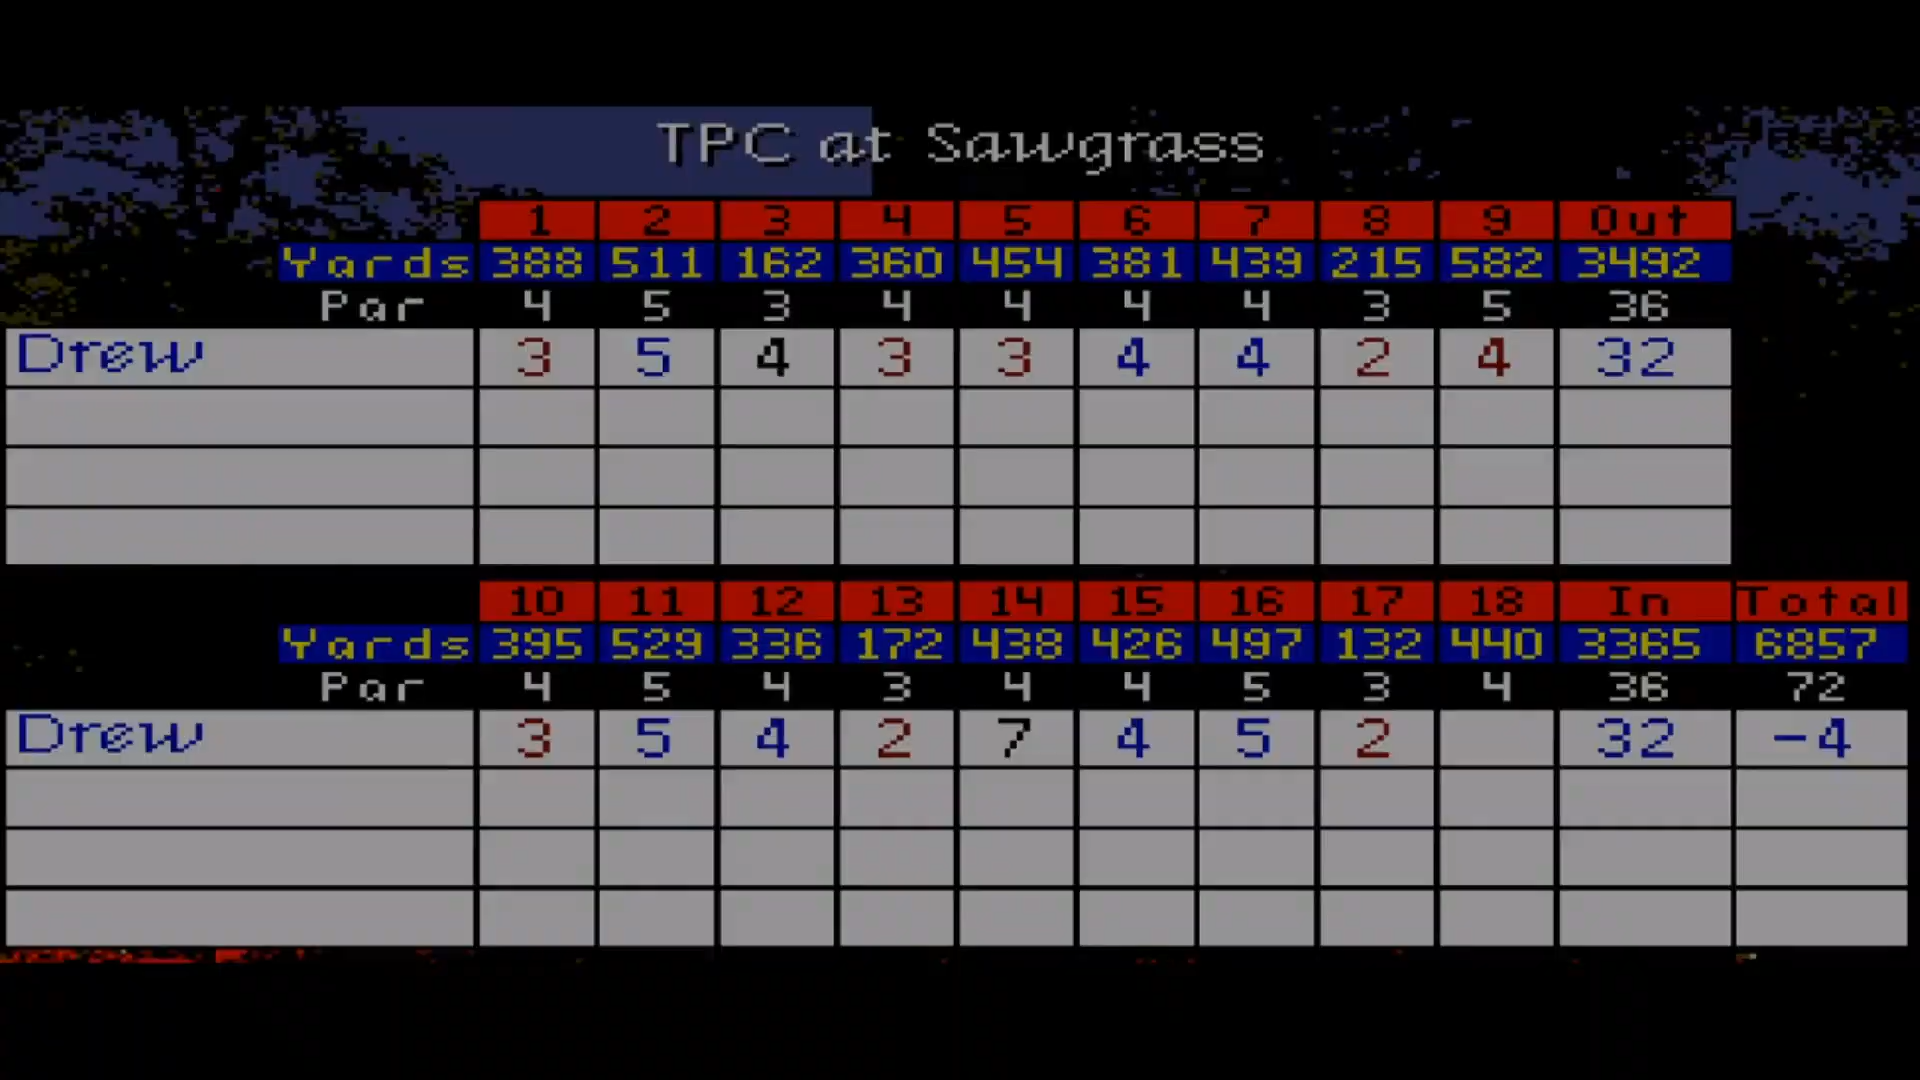 TPC at Sawgrass
1 2 3 4 5 6 7 8 9 Out
Yards 388 511 162 360 454 381 439 215 582 3492
Par 4 5 3 4 4 4 4 3 5 36
Drew 3 5 4 3 3 4 4 2 4 32
10 11 12 13 14 15 16 17 18 In Total
Yards 395 529 336 172 438 426 497 132 440 3365 6857
Par 4 5 4 3 4 4 5 3 4 36 72
Drew 3 5 4 2 7 4 5 2 32 -4